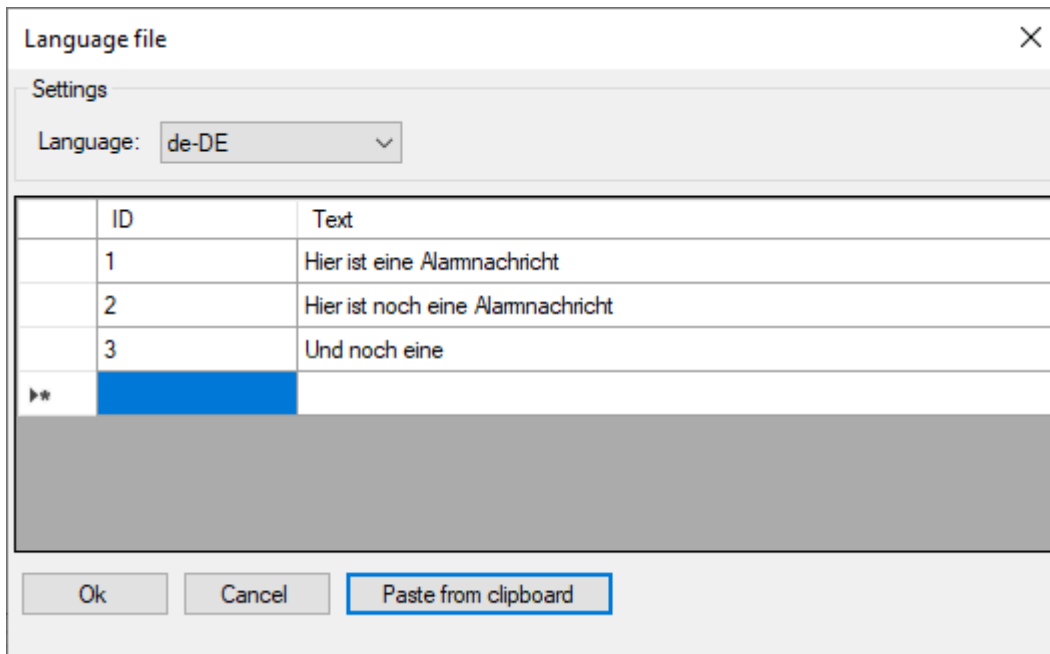 Language file
Settings
Language: de-DE
ID Text
1 Hier ist eine Alarmnachricht
2 Hier ist noch eine Alarmnachricht
3 Und noch eine
Ok Cancel Paste from clipboard